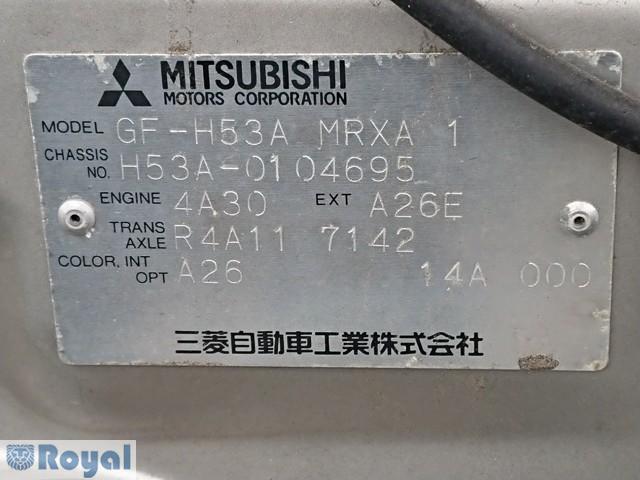 MITSUBISHI
MOTORS CORPORATION
MODEL GF-H53A MRXA 1
CHASSIS NO. H53A-0104695
ENGINE 4A30 EXT A26E
TRANS AXLE R4A11 7142
COLOR, INT OPT A26 14A 000
三菱自動車工業株式会社
Royal